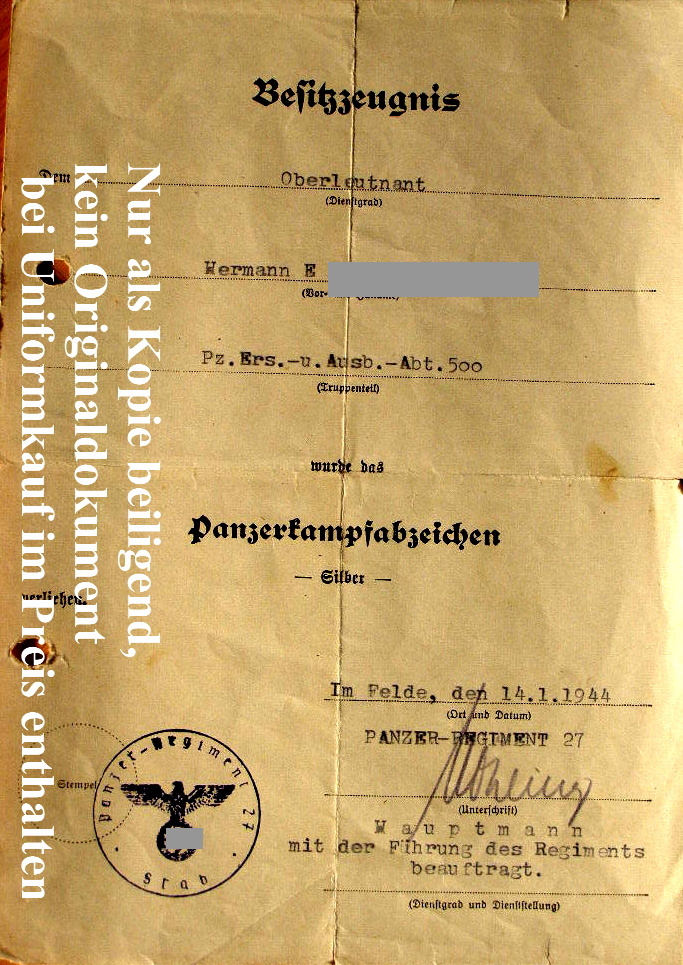 Besitzzeugnis
Dem Oberleutnant
(Dienstgrad)
Hermann E
Pz.Ers.-u.Ausb.-Abt.500
(Truppenteil)
wurde das
Panzerkampfabzeichen
— Silber —
verliehen.
Im Felde, den 14.1.1944
(Ort und Datum)
PANZER-REGIMENT 27
(Unterschrift)
Hauptmann
mit der Führung des Regiments
beauftragt.
(Dienstgrad und Dienststellung)
Stempel
Panzer-Regiment 27
Stab
Nur als Kopie beiligend,
kein Originaldokument
bei Uniformkauf im Preis enthalten